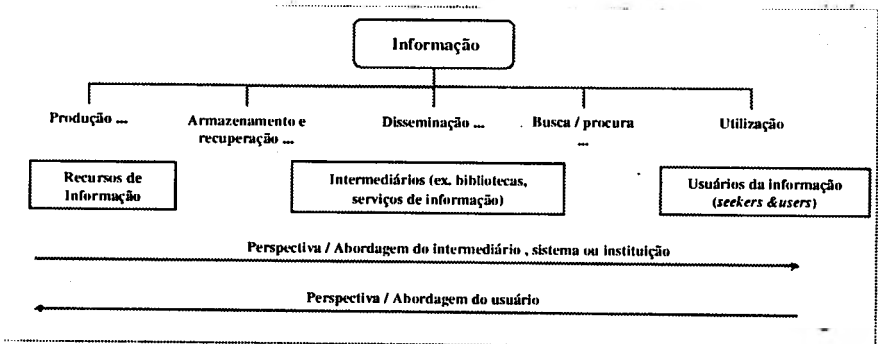 Informação
Produção ...
Armazenamento e
recuperação ...
Disseminação ...
Busca / procura
...
Utilização
Recursos de
Informação
Intermediários (ex. bibliotecas,
serviços de informação)
Usuários da informação
(seekers &users)
Perspectiva / Abordagem do intermediário , sistema ou instituição
Perspectiva / Abordagem do usuário